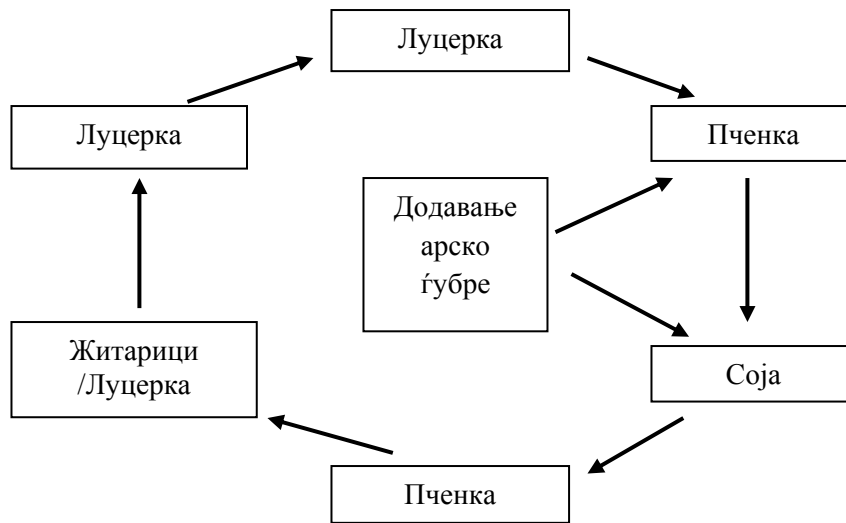 Луцерка
Луцерка
Пченка
Додавање
арско
ѓубре
Житарици
/Луцерка
Соја
Пченка